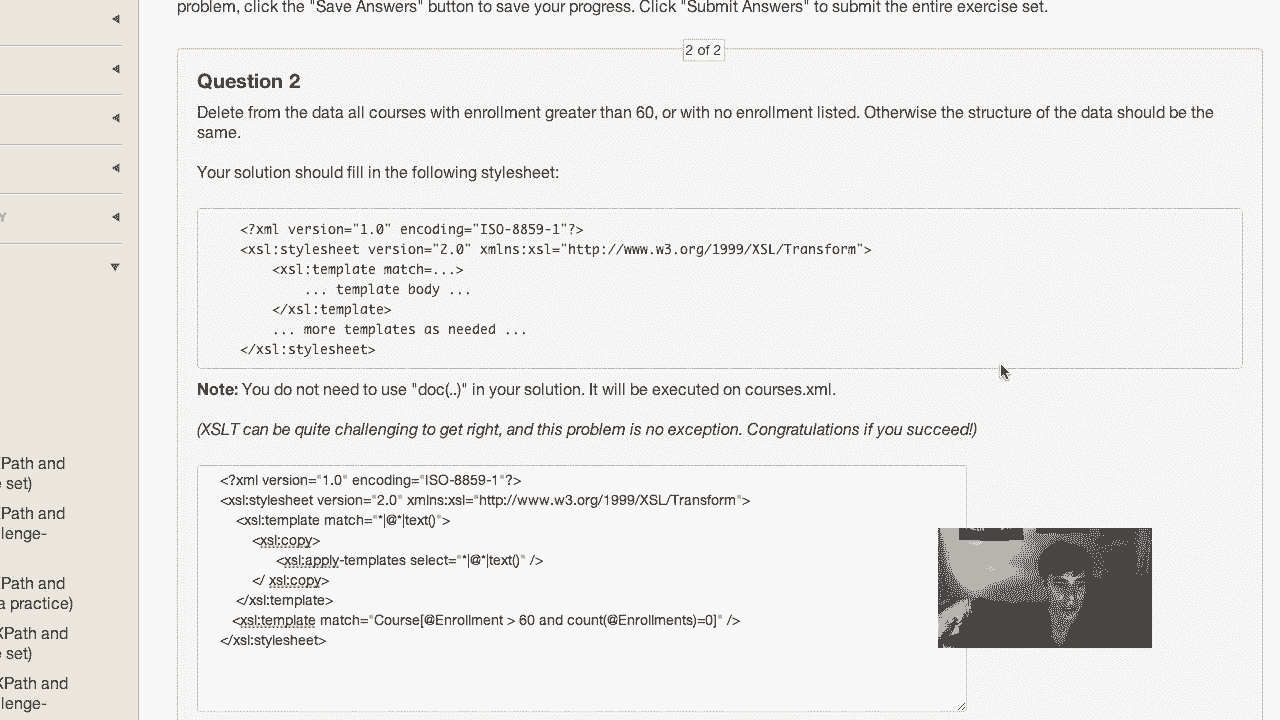 problem, click the "Save Answers" button to save your progress. Click "Submit Answers" to submit the entire exercise set.
2 of 2
Question 2
Delete from the data all courses with enrollment greater than 60, or with no enrollment listed. Otherwise the structure of the data should be the
same.
Your solution should fill in the following stylesheet:
<?xml version="1.0" encoding="ISO-8859-1"?>
<xsl:stylesheet version="2.0" xmlns:xsl="http://www.w3.org/1999/XSL/Transform">
<xsl:template match=...>
... template body ...
</xsl:template>
... more templates as needed ...
</xsl:stylesheet>
Note: You do not need to use "doc(..)" in your solution. It will be executed on courses.xml.
(XSLT can be quite challenging to get right, and this problem is no exception. Congratulations if you succeed!)
<?xml version="1.0" encoding="ISO-8859-1"?>
<xsl:stylesheet version="2.0" xmlns:xsl="http://www.w3.org/1999/XSL/Transform">
<xsl:template match="*|@*|text()">
<xsl:copy>
<xsl:apply-templates select="*|@*|text()" />
</ xsl:copy>
</xsl:template>
<xsl:template match="Course[@Enrollment > 60 and count(@Enrollments)=0]" />
</xsl:stylesheet>
Y
Path and
e set)
Path and
lenge-
Path and
a practice)
XPath and
e set)
XPath and
lenge-